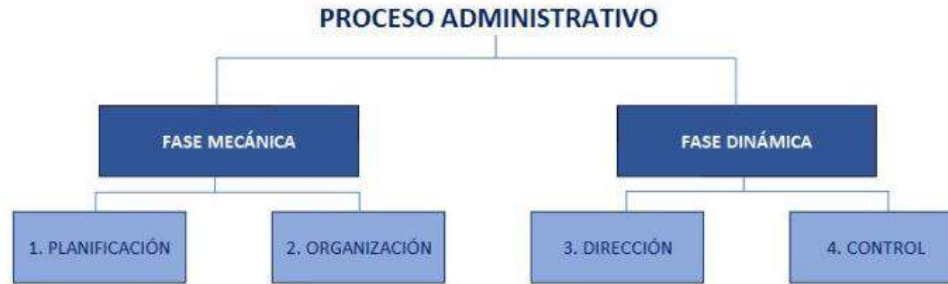 PROCESO ADMINISTRATIVO
FASE MECÁNICA
FASE DINÁMICA
1. PLANIFICACIÓN
2. ORGANIZACIÓN
3. DIRECCIÓN
4. CONTROL